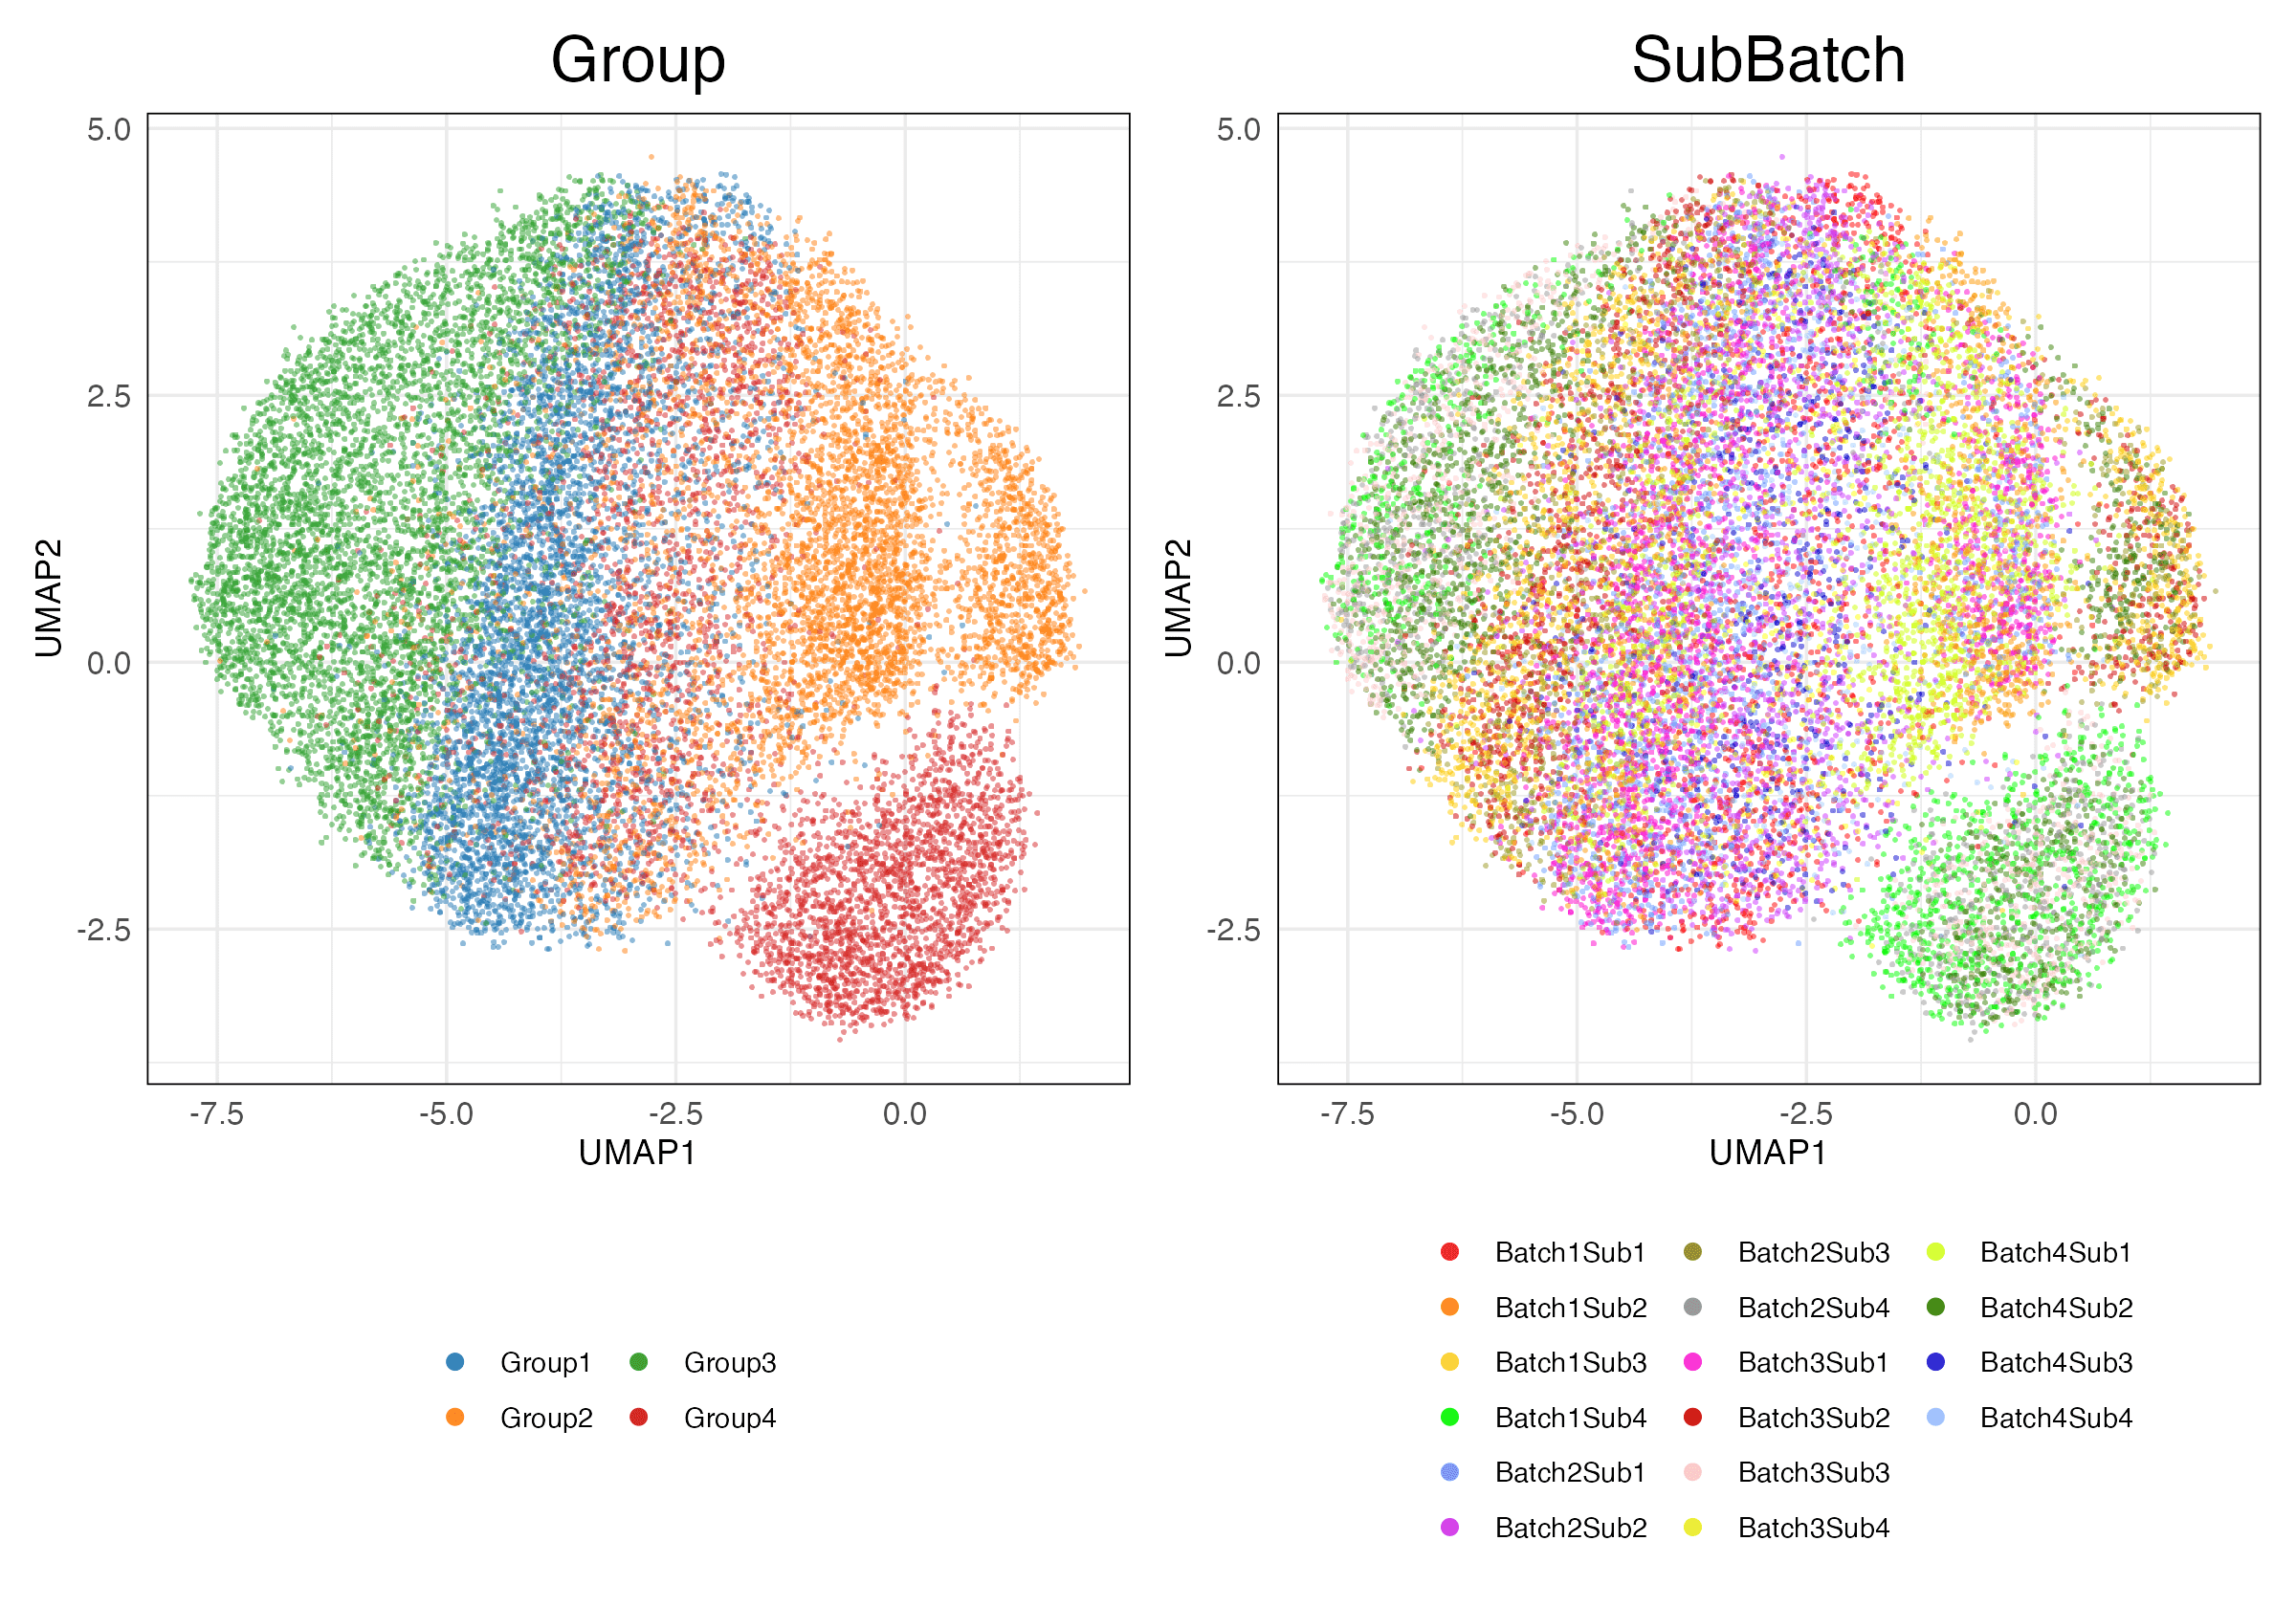 Group
SubBatch
5.0
2.5
0.0
-2.5
UMAP2
-7.5 -5.0 -2.5 0.0
UMAP1
5.0
2.5
0.0
-2.5
UMAP2
-7.5 -5.0 -2.5 0.0
UMAP1
Group1 Group3
Group2 Group4
Batch1Sub1 Batch2Sub3 Batch4Sub1
Batch1Sub2 Batch2Sub4 Batch4Sub2
Batch1Sub3 Batch3Sub1 Batch4Sub3
Batch1Sub4 Batch3Sub2 Batch4Sub4
Batch2Sub1 Batch3Sub3
Batch2Sub2 Batch3Sub4